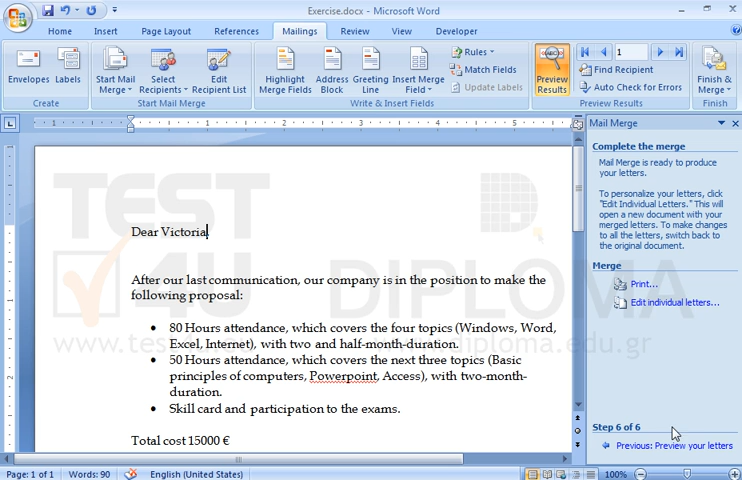 Exercise.docx - Microsoft Word
Home Insert Page Layout References Mailings Review View Developer
Envelopes Labels
Create
Start Mail Merge Select Recipients Edit Recipient List
Start Mail Merge
Highlight Merge Fields Address Block Greeting Line Insert Merge Field
Rules
Match Fields
Update Labels
Write & Insert Fields
Preview Results
1
Find Recipient
Auto Check for Errors
Preview Results
Finish & Merge
Finish
Mail Merge
Complete the merge
Mail Merge is ready to produce
your letters.
To personalize your letters, click
"Edit Individual Letters." This will
open a new document with your
merged letters. To make changes
to all the letters, switch back to
the original document.
Merge
Print...
Edit individual letters...
Step 6 of 6
Previous: Preview your letters
1 1 2 3 4 5
TEST
4U DIPLOMA
Dear Victoria
After our last communication, our company is in the position to make the
following proposal:
• 80 Hours attendance, which covers the four topics (Windows, Word,
Excel, Internet), with two and half-month-duration.
• 50 Hours attendance, which covers the next three topics (Basic
principles of computers, Powerpoint, Access), with two-month-
duration.
• Skill card and participation to the exams.
Total cost 15000 €
Page: 1 of 1 Words: 90 English (United States) 100%